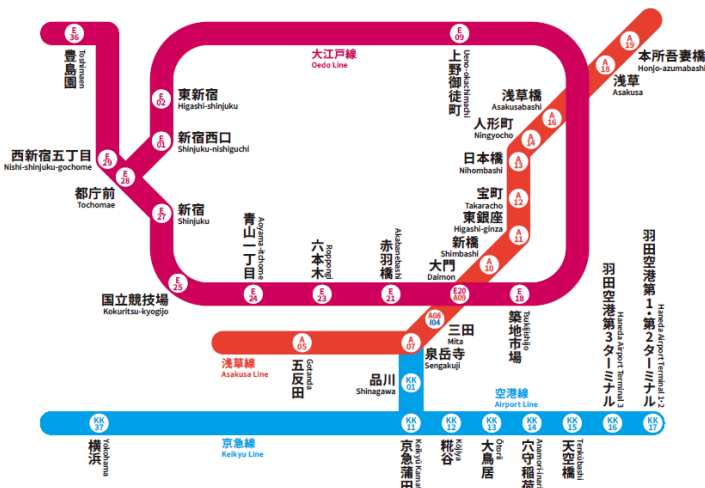 E
36
豊島園
Toshimaen
大江戸線
Oedo Line
E
09
上野御徒町
Ueno-okachimachi
A
19
本所吾妻橋
Honjo-azumabashi
A
18
浅草
Asakusa
浅草橋
Asakusabashi
A
16
人形町
Ningyocho
A
14
日本橋
Nihombashi
A
13
宝町
Takaracho
A
12
東銀座
Higashi-ginza
A
11
新橋
Shimbashi
A
10
大門
Daimon
E20
A09
E
02
東新宿
Higashi-shinjuku
E
01
新宿西口
Shinjuku-nishiguchi
西新宿五丁目
Nishi-shinjuku-gochome
E
29
E
28
都庁前
Tochomae
E
27
新宿
Shinjuku
E
25
国立競技場
Kokuritsu-kyogijo
青山一丁目
Aoyama-itchome
E
24
六本木
Roppongi
E
23
赤羽橋
Akabanebashi
E
21
E
18
築地市場
Tsukijishijo
A08
I04
三田
Mita
A
07
泉岳寺
Sengakuji
A
05
五反田
Gotanda
浅草線
Asakusa Line
品川
Shinagawa
KK
01
空港線
Airport Line
羽田空港第3ターミナル
Haneda Airport Terminal 3
羽田空港第1・第2ターミナル
Haneda Airport Terminal 1・2
KK
37
横浜
Yokohama
京急線
Keikyu Line
KK
11
京急蒲田
Keikyū Kamat
KK
12
糀谷
Kōjiya
KK
13
大鳥居
Ōtorii
KK
14
穴守稲荷
Anamori-inari
KK
15
天空橋
Tenkūbashi
KK
16
KK
17